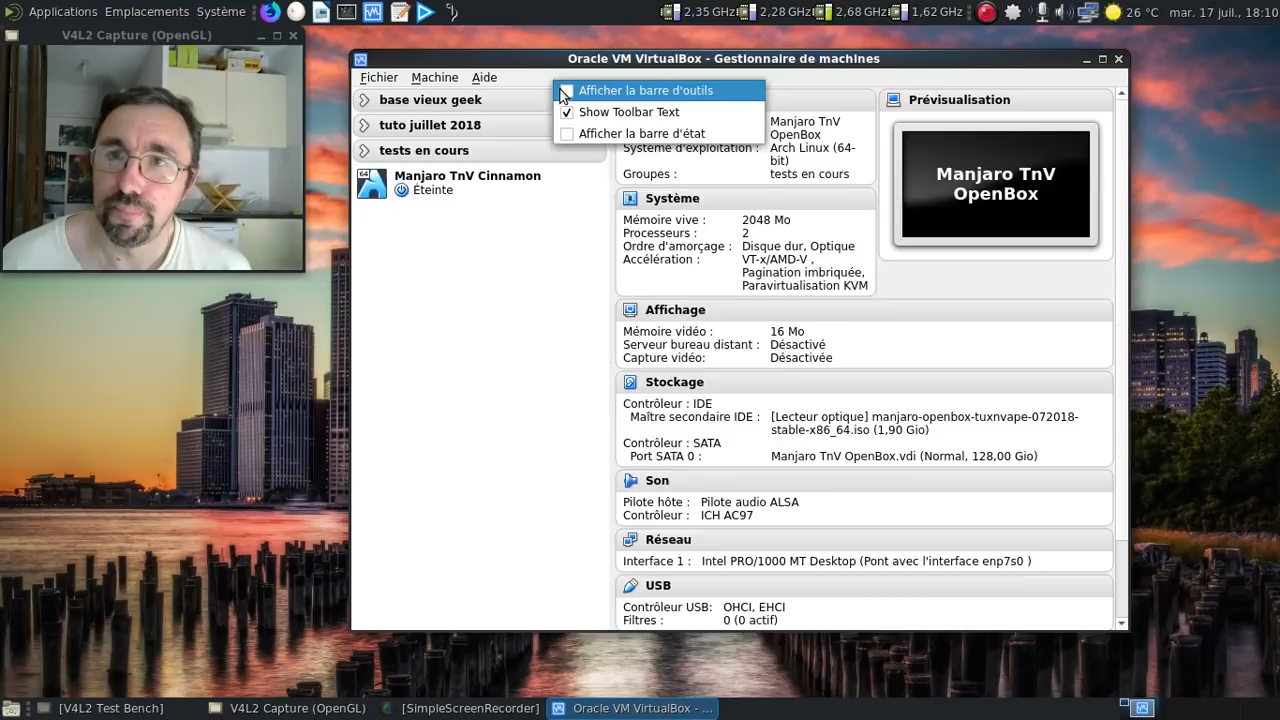 Applications Emplacements Système
2,35 GHz 2,28 GHz 2,68 GHz 1,62 GHz 26 °C mar. 17 juil., 18:10
V4L2 Capture (OpenGL)
Oracle VM VirtualBox - Gestionnaire de machines
Fichier Machine Aide
Afficher la barre d'outils
Show Toolbar Text
Afficher la barre d'état
base vieux geek
tuto juillet 2018
tests en cours
64
Manjaro TnV Cinnamon
Éteinte
Manjaro TnV
OpenBox
Système d'exploitation : Arch Linux (64-
bit)
Groupes : tests en cours
Système
Mémoire vive : 2048 Mo
Processeurs : 2
Ordre d'amorçage : Disque dur, Optique
Accélération : VT-x/AMD-V ,
Pagination imbriquée,
Paravirtualisation KVM
Prévisualisation
Manjaro TnV
OpenBox
Affichage
Mémoire vidéo : 16 Mo
Serveur bureau distant : Désactivé
Capture vidéo: Désactivée
Stockage
Contrôleur : IDE
Maître secondaire IDE : [Lecteur optique] manjaro-openbox-tuxnvape-072018-
stable-x86_64.iso (1,90 Gio)
Contrôleur : SATA
Port SATA 0 : Manjaro TnV OpenBox.vdi (Normal, 128,00 Gio)
Son
Pilote hôte : Pilote audio ALSA
Contrôleur : ICH AC97
Réseau
Interface 1 : Intel PRO/1000 MT Desktop (Pont avec l'interface enp7s0 )
USB
Contrôleur USB: OHCI, EHCI
Filtres : 0 (0 actif)
[V4L2 Test Bench] V4L2 Capture (OpenGL) [SimpleScreenRecorder] Oracle VM VirtualBox - ...